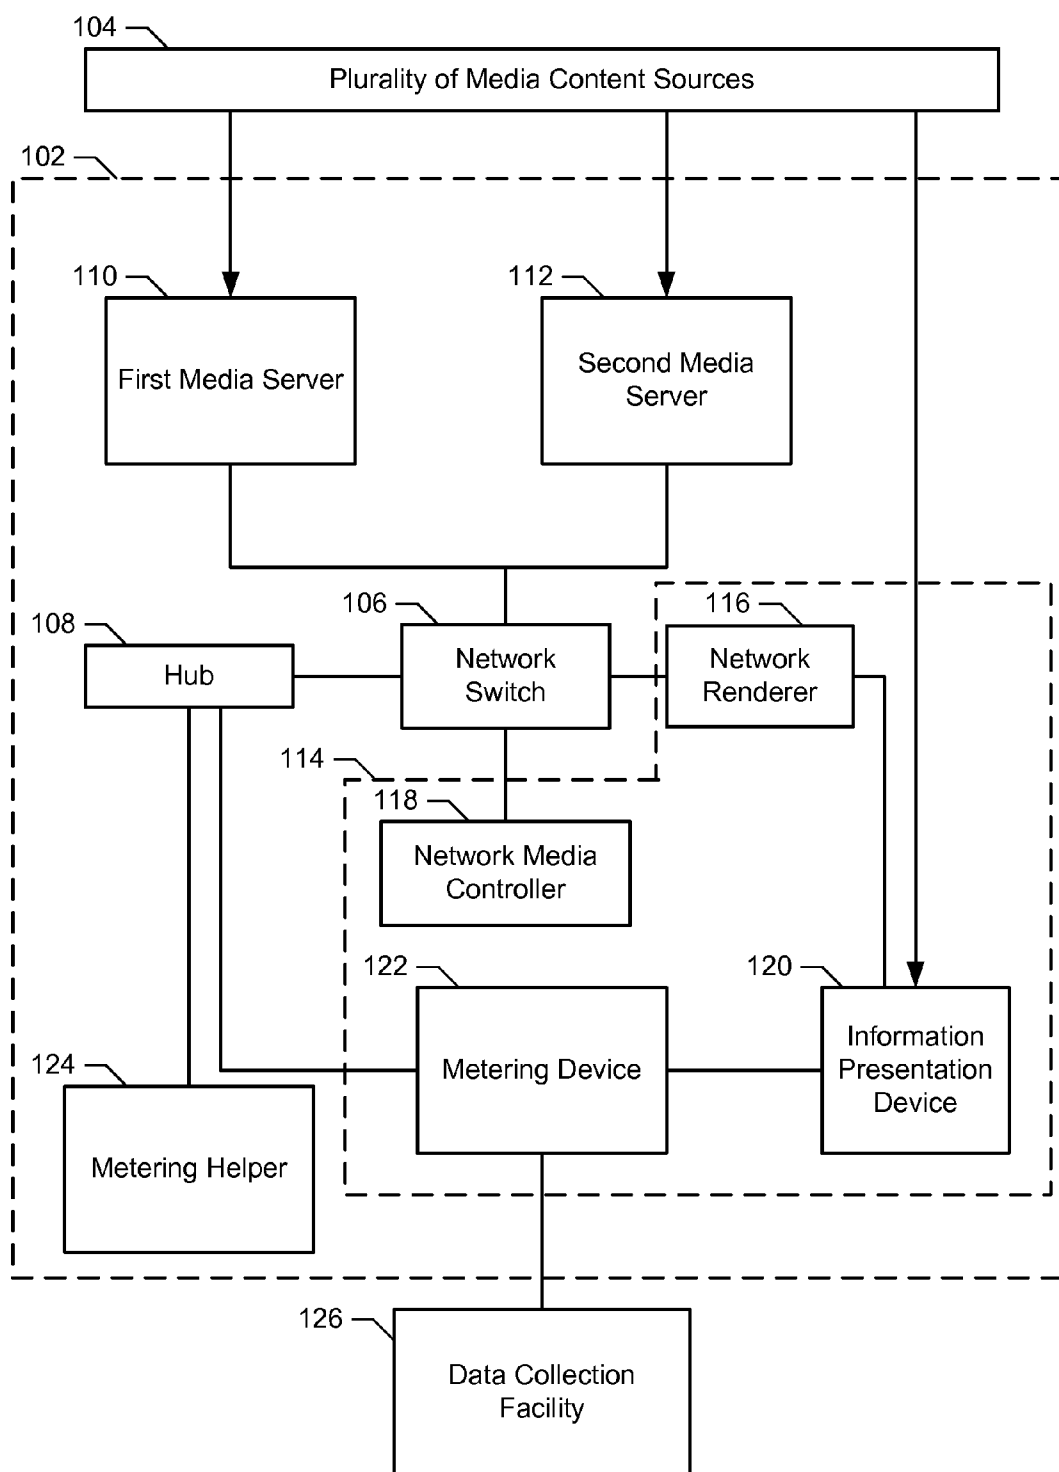 104
Plurality of Media Content Sources
102
110
112
First Media Server
Second Media
Server
106
116
108
Hub
Network
Switch
Network
Renderer
114
118
Network Media
Controller
122
120
124
Metering Device
Information
Presentation
Device
Metering Helper
126
Data Collection
Facility